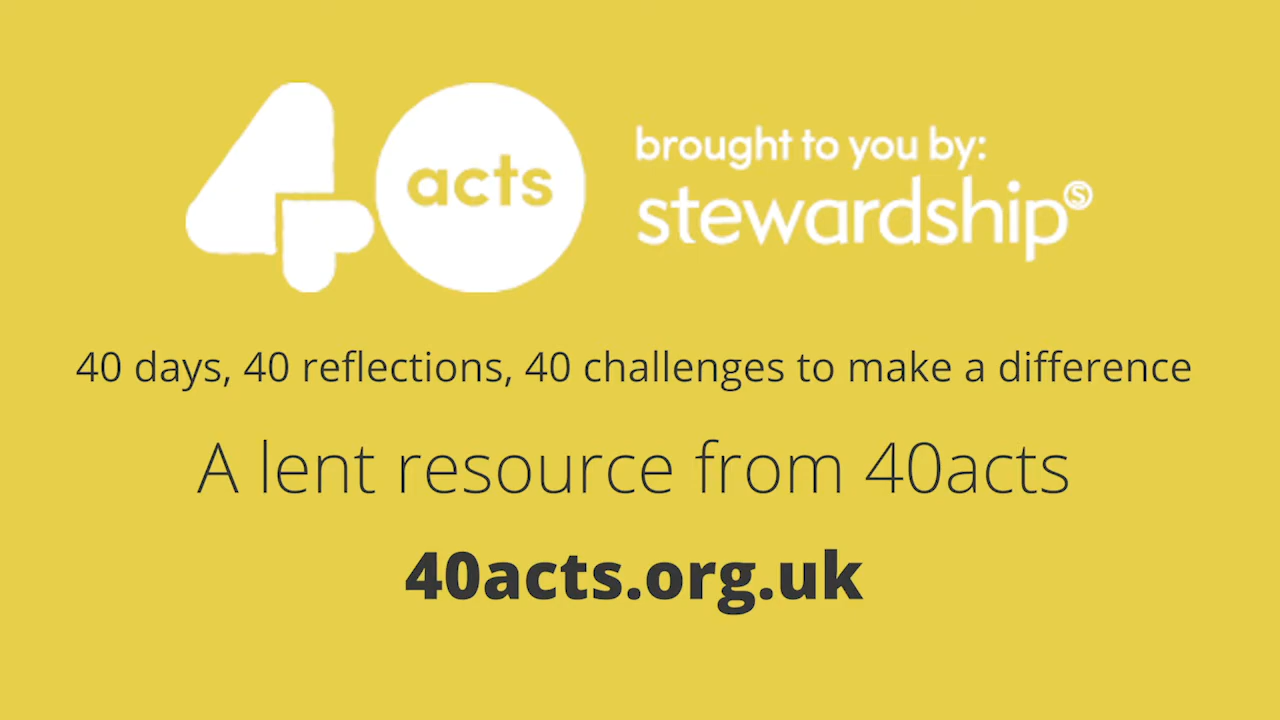 40
acts
brought to you by:
stewardship S
40 days, 40 reflections, 40 challenges to make a difference
A lent resource from 40acts
40acts.org.uk